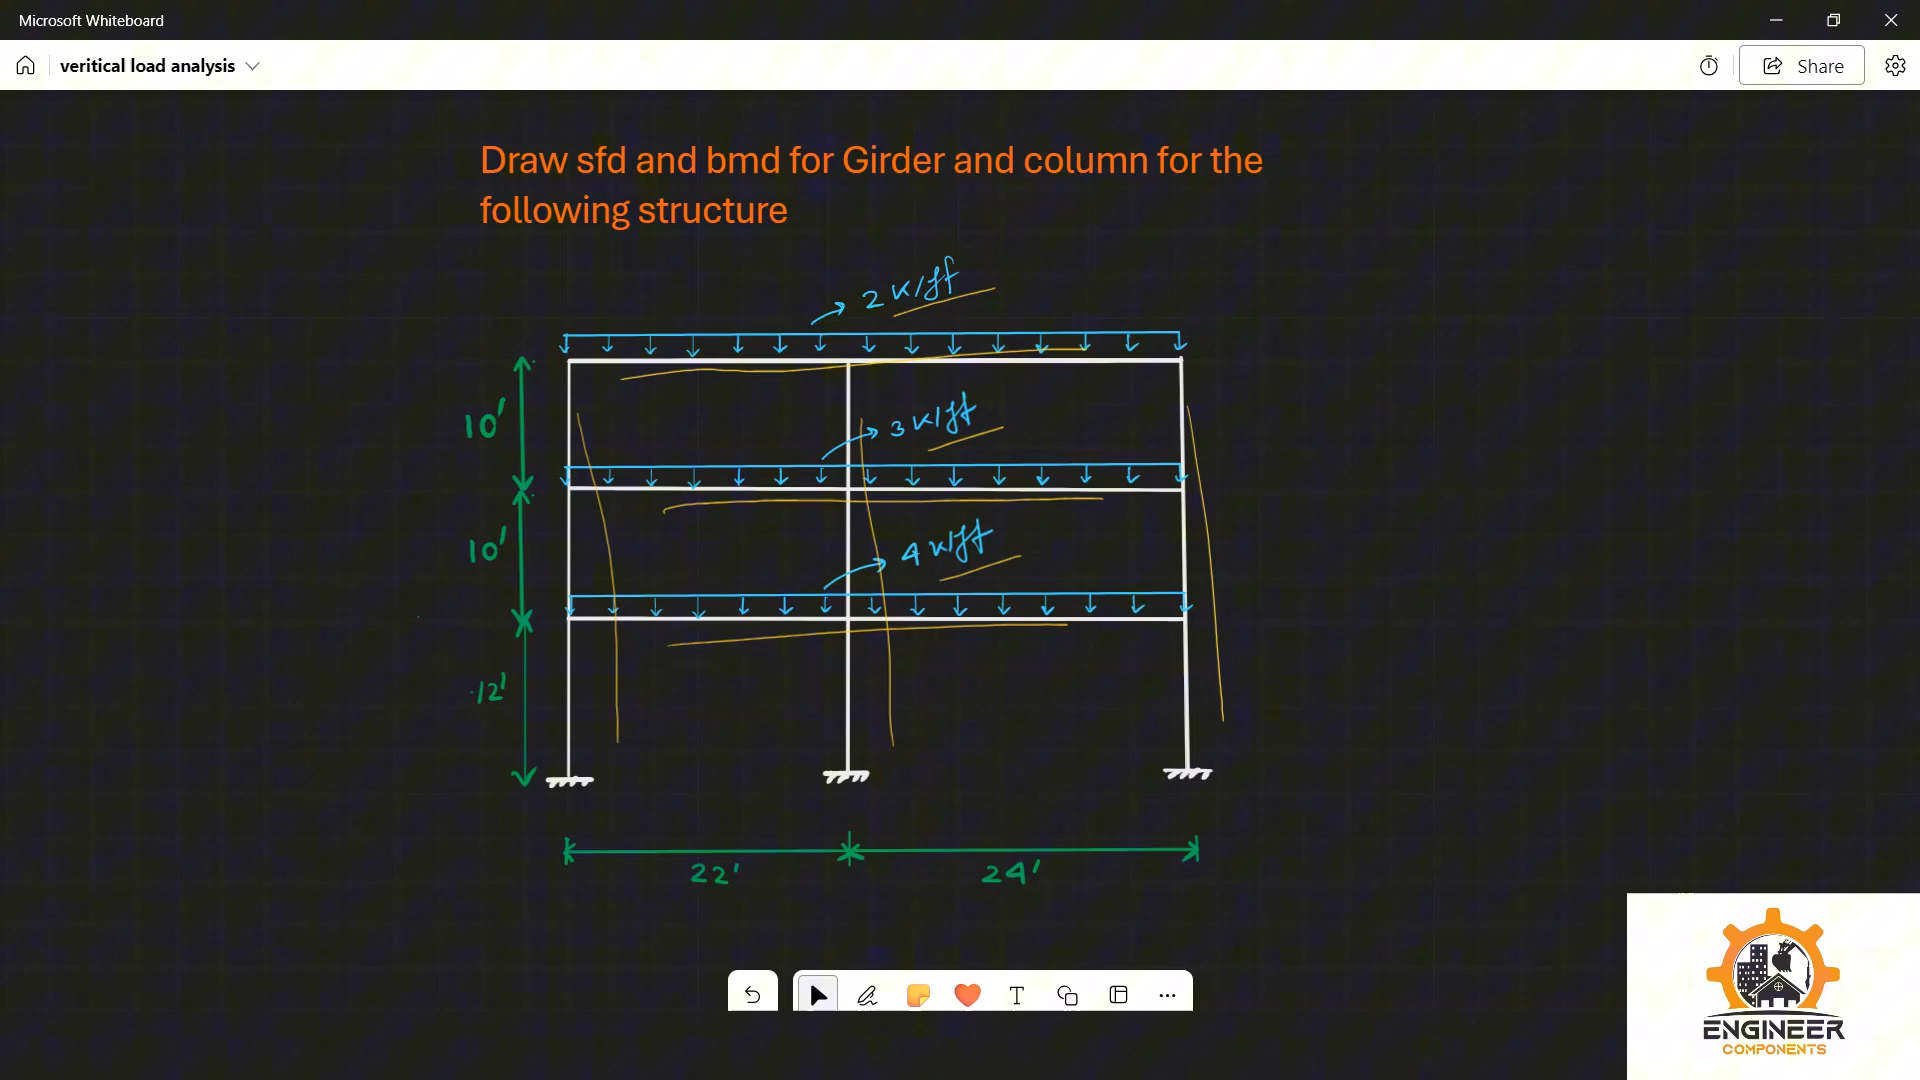 Microsoft Whiteboard
veritical load analysis
Share
Draw sfd and bmd for Girder and column for the
following structure
2 K/ft
10'
3 K/ft
10'
4 K/ft
12'
22'
24'
ENGINEER
COMPONENTS